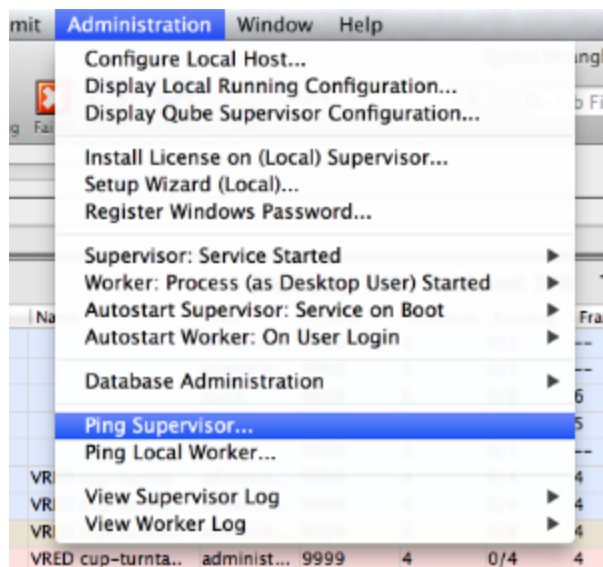 mit Administration Window Help
Configure Local Host...
Display Local Running Configuration...
Display Qube Supervisor Configuration...
Install License on (Local) Supervisor...
Setup Wizard (Local)...
Register Windows Password...
Supervisor: Service Started
Worker: Process (as Desktop User) Started
Autostart Supervisor: Service on Boot
Autostart Worker: On User Login
Database Administration
Ping Supervisor...
Ping Local Worker...
View Supervisor Log
View Worker Log
VRED cup-turnta.. administ... 9999 4 0/4 4